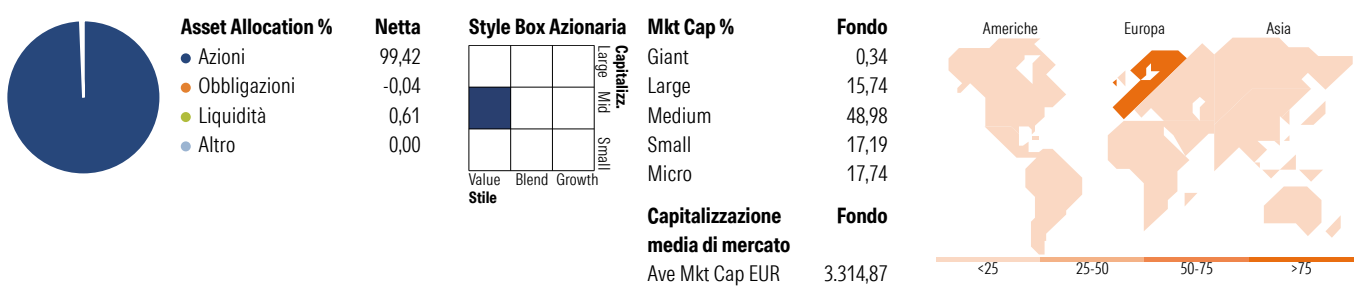 Asset Allocation % Netta
Azioni 99,42
Obbligazioni -0,04
Liquidità 0,61
Altro 0,00
Style Box Azionaria
Capitalizz.
Large Mid Small
Value Blend Growth
Stile
Mkt Cap % Fondo
Giant 0,34
Large 15,74
Medium 48,98
Small 17,19
Micro 17,74
Capitalizzazione Fondo
media di mercato
Ave Mkt Cap EUR 3.314,87
Americhe Europa Asia
<25 25-50 50-75 >75